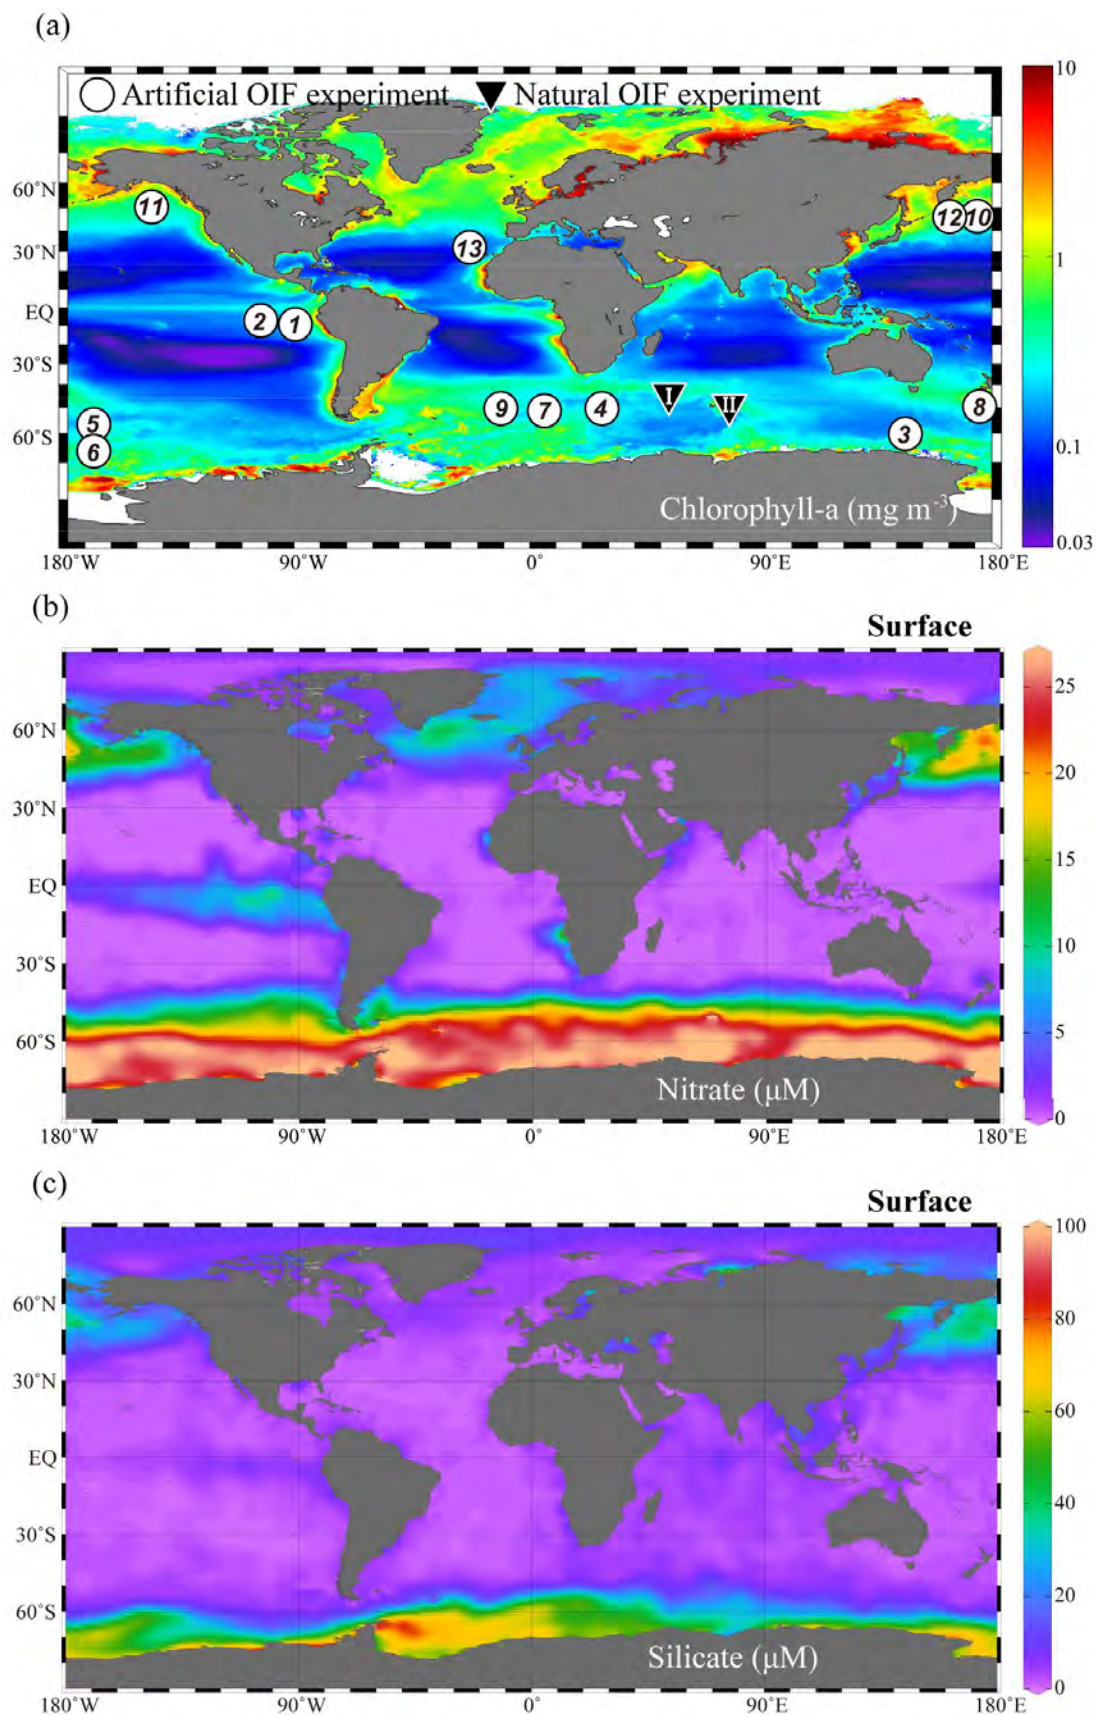 (a)
Artificial OIF experiment Natural OIF experiment
10
60°N
11
12 10
30°N
13
1
EQ
2 1
30°S
I
9 7 4 II 8
5
3
60°S
6
0.1
Chlorophyll-a (mg m⁻³)
0.03
180°W 90°W 0° 90°E 180°E
(b)
Surface
25
60°N
20
30°N
15
EQ
10
30°S
5
60°S
Nitrate (μM)
0
180°W 90°W 0° 90°E 180°E
(c)
Surface
100
60°N
80
30°N
60
EQ
40
30°S
20
60°S
Silicate (μM)
0
180°W 90°W 0° 90°E 180°E